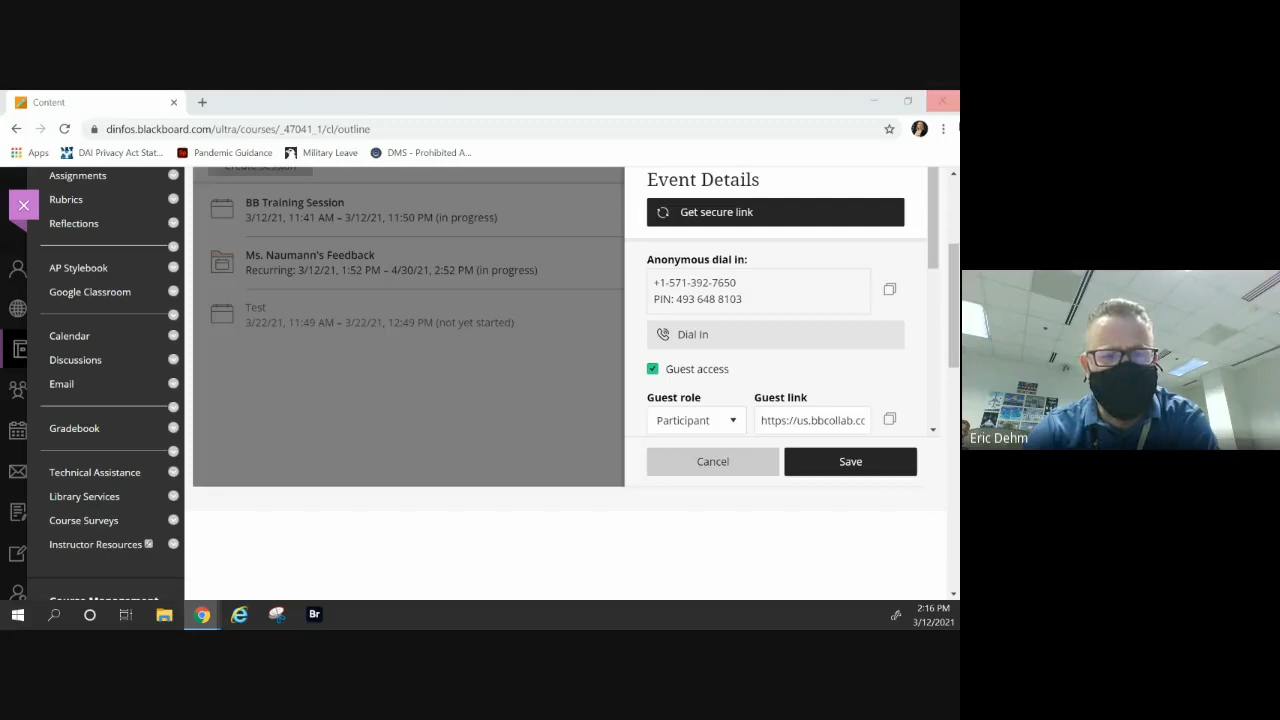 Content
dinfos.blackboard.com/ultra/courses/_47041_1/cl/outline
Apps
DAI Privacy Act Stat...
Pandemic Guidance
Military Leave
DMS - Prohibited A...
Assignments
Rubrics
Reflections
AP Stylebook
Google Classroom
Calendar
Discussions
Email
Gradebook
Technical Assistance
Library Services
Course Surveys
Instructor Resources
Course Management
Create Session
BB Training Session
3/12/21, 11:41 AM – 3/12/21, 11:50 PM (in progress)
Ms. Naumann's Feedback
Recurring: 3/12/21, 1:52 PM – 4/30/21, 2:52 PM (in progress)
Test
3/22/21, 11:49 AM – 3/22/21, 12:49 PM (not yet started)
Event Details
Get secure link
Anonymous dial in:
+1-571-392-7650
PIN: 493 648 8103
Dial In
Guest access
Guest role Guest link
Participant https://us.bbcollab.cc
Cancel Save
Br
2:16 PM
3/12/2021
Eric Dehm